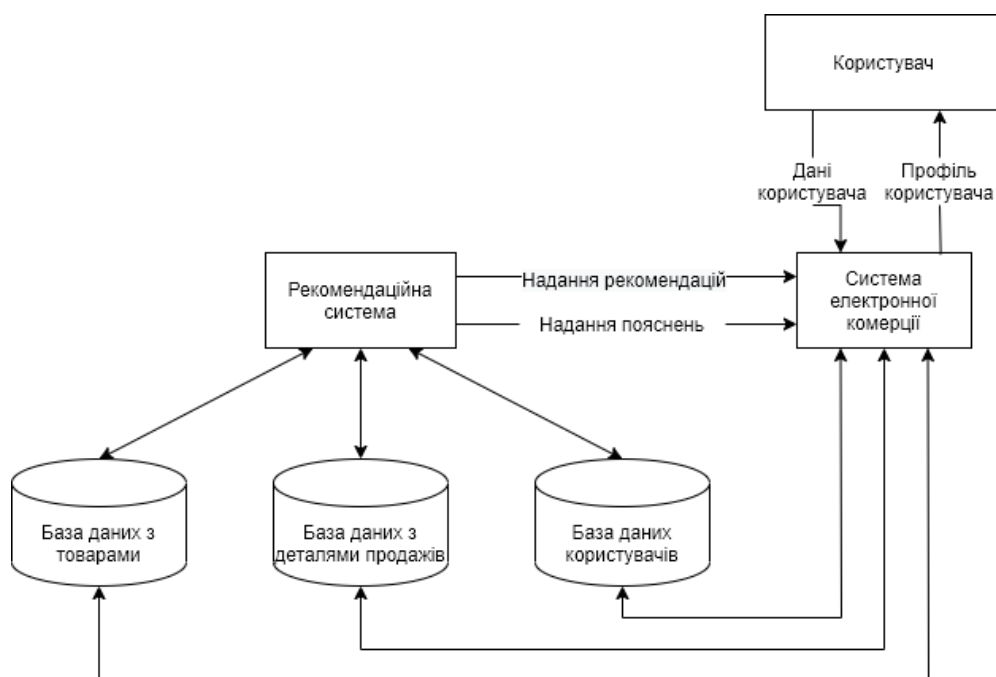 Користувач
Дані
користувача
Профіль
користувача
Рекомендаційна
система
Надання рекомендацій
Надання пояснень
Система
електронної
комерції
База даних з
товарами
База даних з
деталями продажів
База даних
користувачів